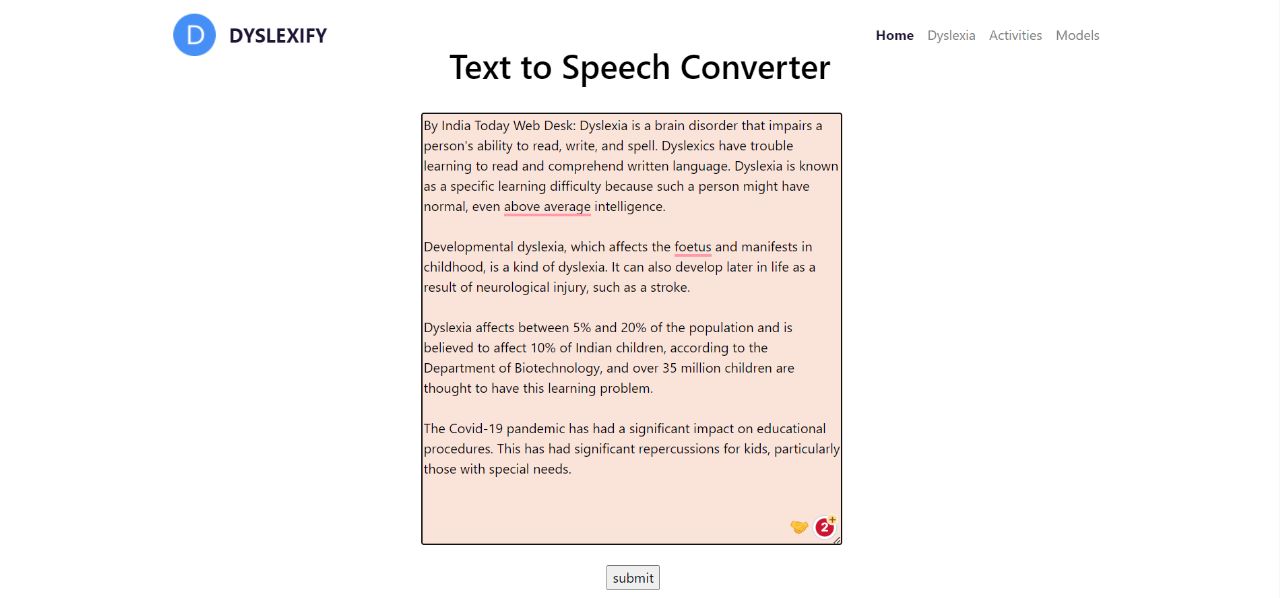 D
DYSLEXIFY
Home Dyslexia Activities Models
Text to Speech Converter
By India Today Web Desk: Dyslexia is a brain disorder that impairs a
person's ability to read, write, and spell. Dyslexics have trouble
learning to read and comprehend written language. Dyslexia is known
as a specific learning difficulty because such a person might have
normal, even above average intelligence.
Developmental dyslexia, which affects the foetus and manifests in
childhood, is a kind of dyslexia. It can also develop later in life as a
result of neurological injury, such as a stroke.
Dyslexia affects between 5% and 20% of the population and is
believed to affect 10% of Indian children, according to the
Department of Biotechnology, and over 35 million children are
thought to have this learning problem.
The Covid-19 pandemic has had a significant impact on educational
procedures. This has had significant repercussions for kids, particularly
those with special needs.
2+
submit